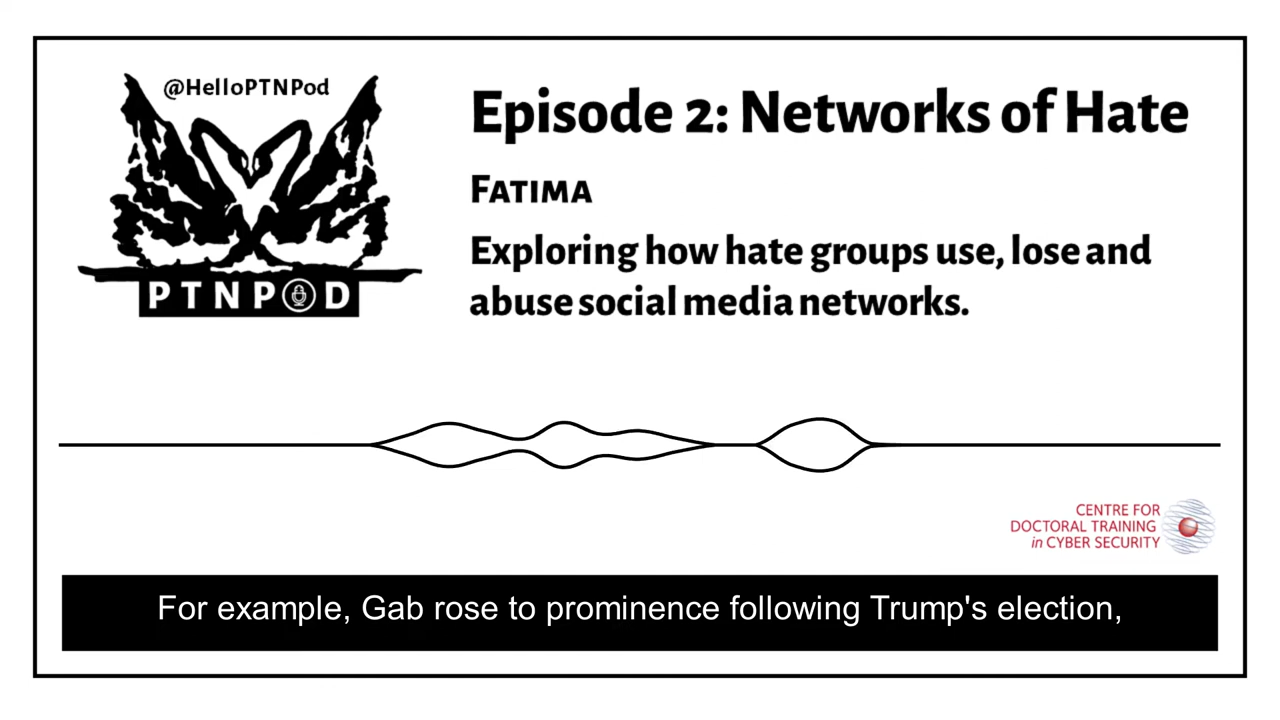 @HelloPTNPod
PTNPOD
Episode 2: Networks of Hate
Fatima
Exploring how hate groups use, lose and
abuse social media networks.
CENTRE FOR
DOCTORAL TRAINING
in CYBER SECURITY
For example, Gab rose to prominence following Trump's election,